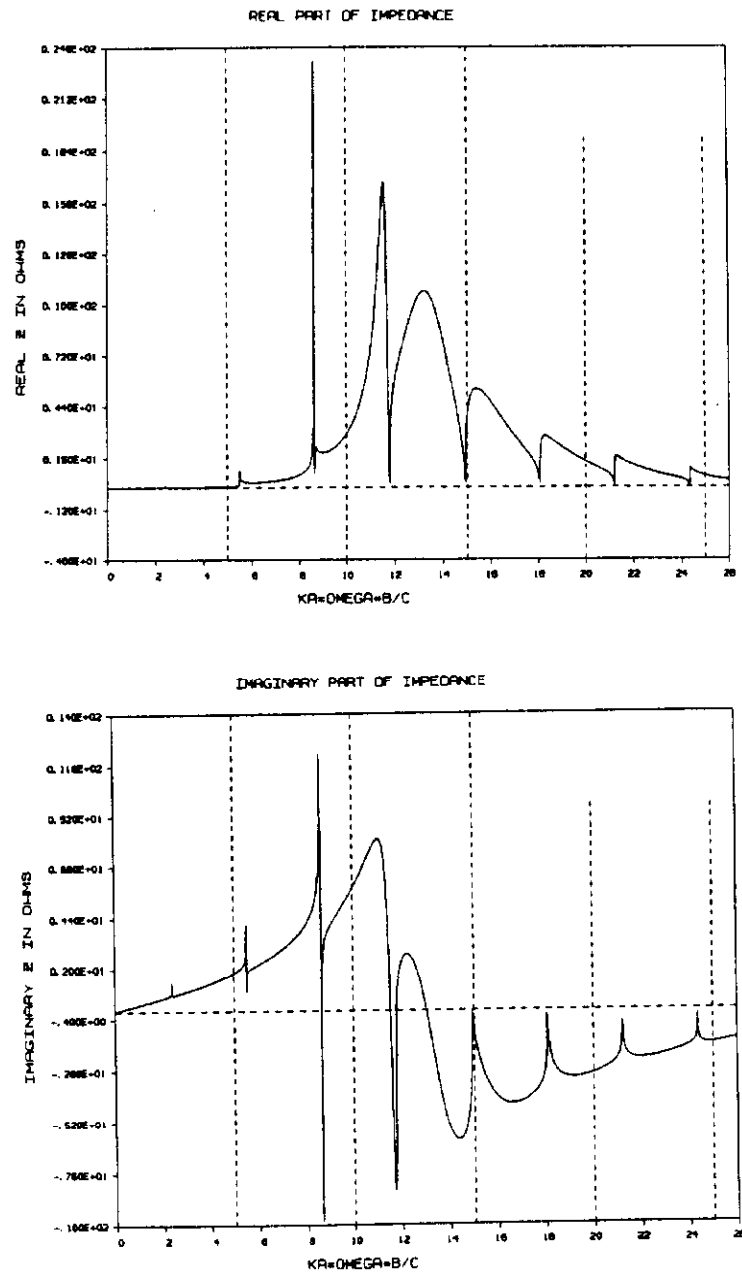 REAL PART OF IMPEDANCE
0.240E+02
0.212E+02
0.184E+02
0.156E+02
0.128E+02
0.100E+02
0.720E+01
0.440E+01
0.160E+01
-.120E+01
-.400E+01
REAL Z IN OHMS
0 2 4 6 8 10 12 14 16 18 20 22 24 26
KA=OMEGA*B/C
IMAGINARY PART OF IMPEDANCE
0.140E+02
0.116E+02
0.920E+01
0.680E+01
0.440E+01
0.200E+01
-.400E+00
-.280E+01
-.520E+01
-.760E+01
-.100E+02
IMAGINARY Z IN OHMS
0 2 4 6 8 10 12 14 16 18 20 22 24 26
KA=OMEGA*B/C